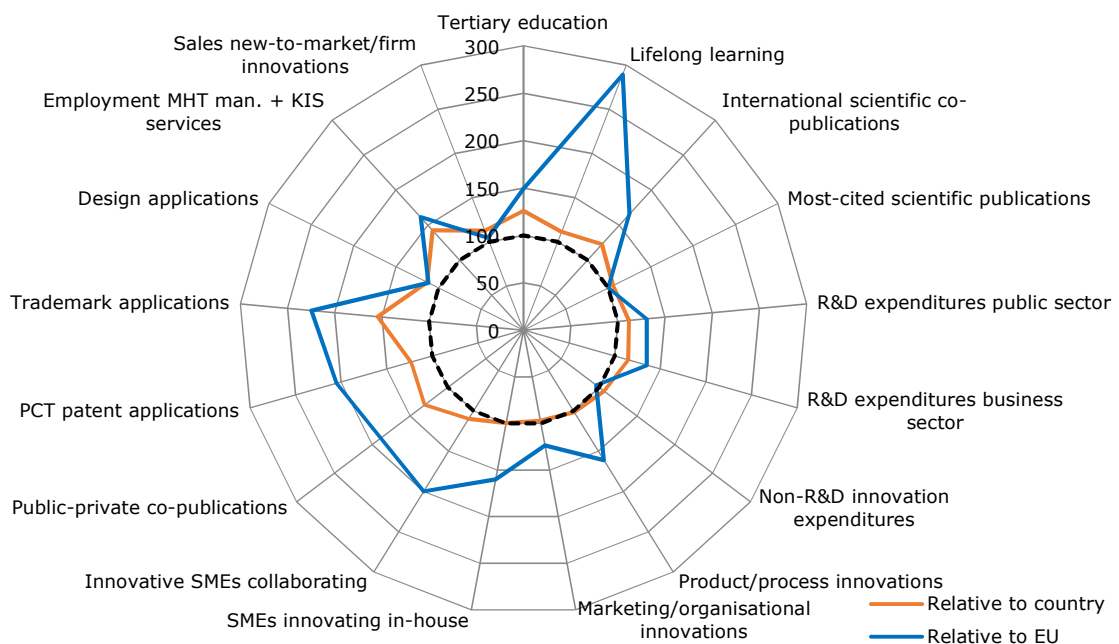 Tertiary education
Sales new-to-market/firm
innovations
Lifelong learning
Employment MHT man. + KIS
services
International scientific co-
publications
Design applications
Most-cited scientific publications
Trademark applications
R&D expenditures public sector
PCT patent applications
R&D expenditures business
sector
Public-private co-publications
Non-R&D innovation
expenditures
Innovative SMEs collaborating
Product/process innovations
SMEs innovating in-house
Marketing/organisational
innovations
300
250
200
150
100
50
0
Relative to country
Relative to EU